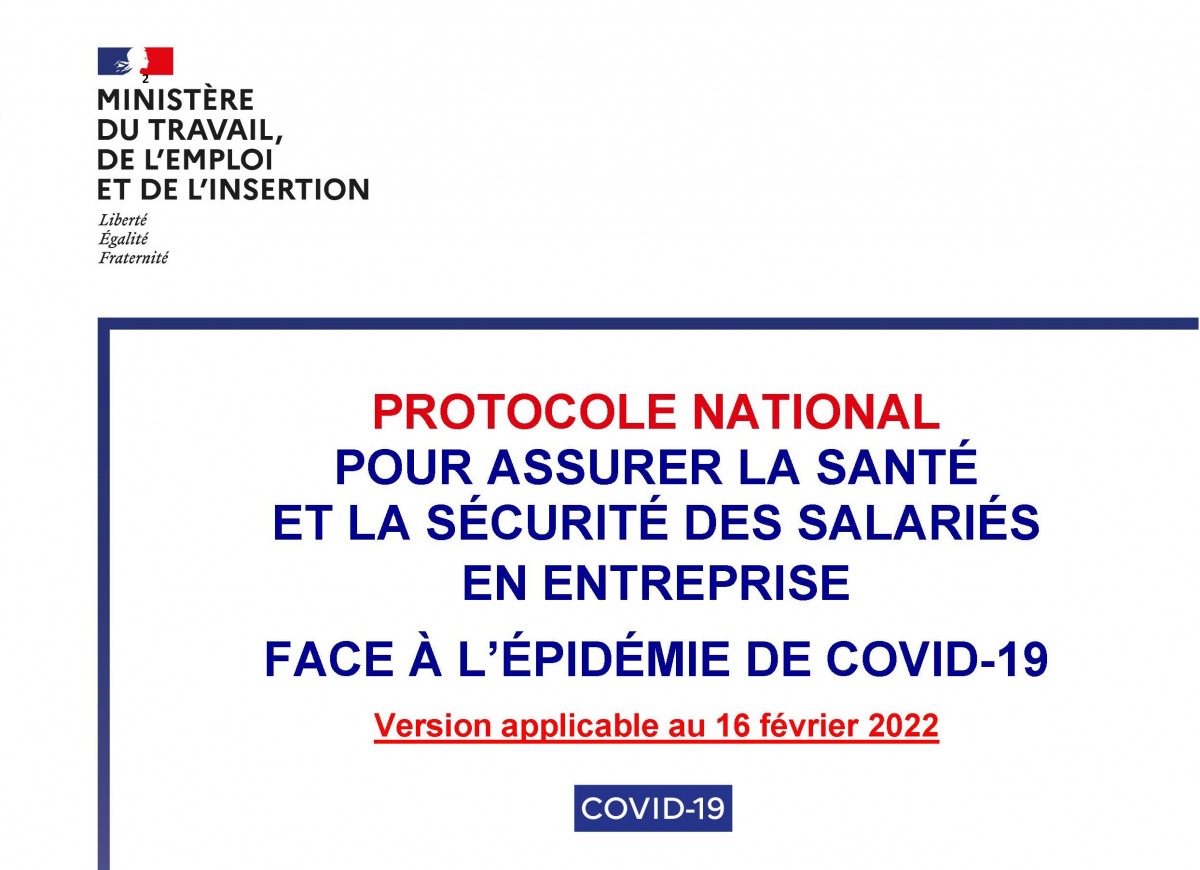 2
MINISTÈRE
DU TRAVAIL,
DE L'EMPLOI
ET DE L'INSERTION
Liberté
Égalité
Fraternité
PROTOCOLE NATIONAL
POUR ASSURER LA SANTÉ
ET LA SÉCURITÉ DES SALARIÉS
EN ENTREPRISE
FACE À L’ÉPIDÉMIE DE COVID-19
Version applicable au 16 février 2022
COVID-19